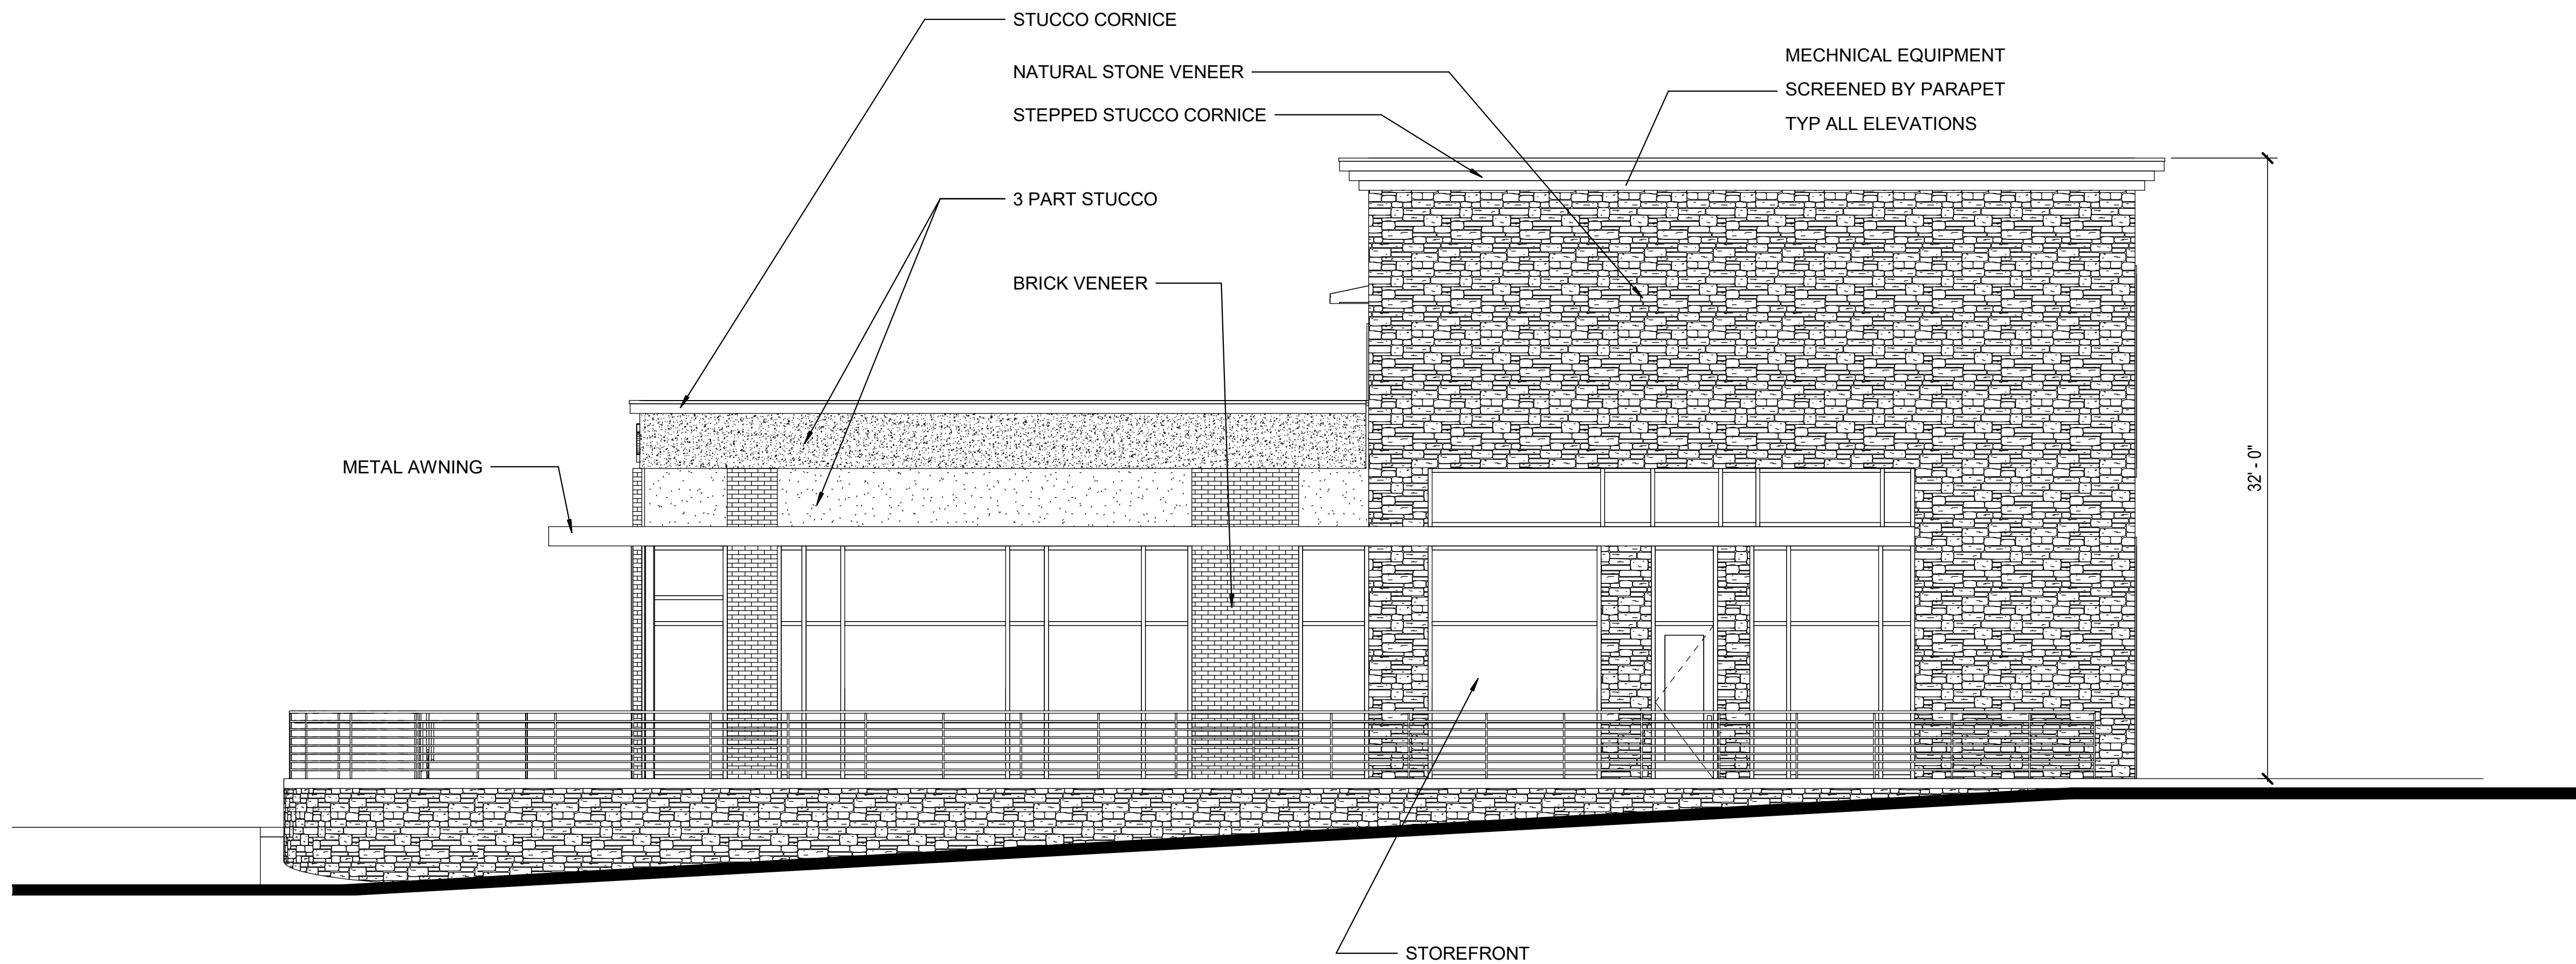 STUCCO CORNICE
NATURAL STONE VENEER
STEPPED STUCCO CORNICE
MECHNICAL EQUIPMENT
SCREENED BY PARAPET
TYP ALL ELEVATIONS
3 PART STUCCO
BRICK VENEER
METAL AWNING
32' - 0"
STOREFRONT